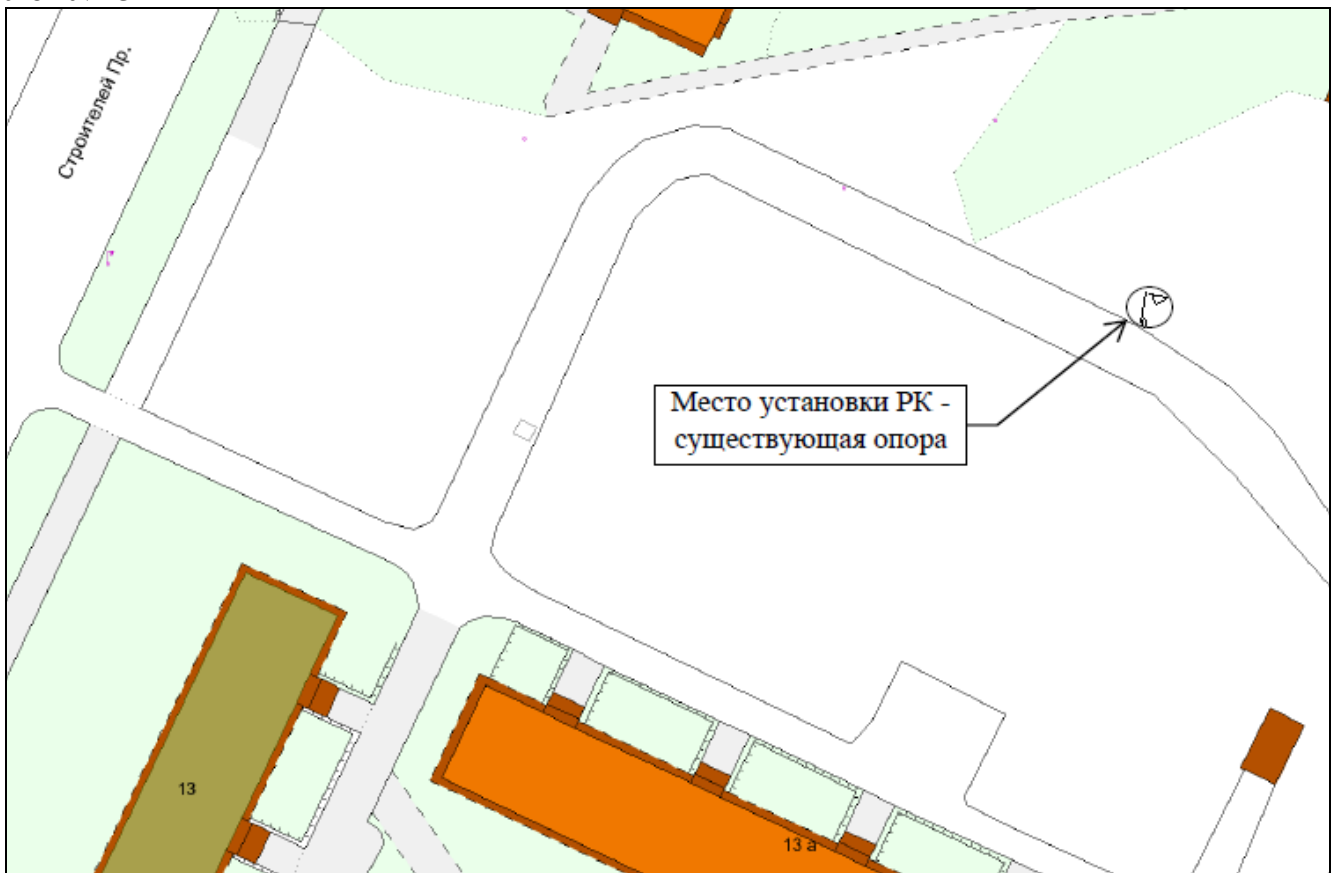 Строителей Пр.
Место установки РК -
существующая опора
13
13 а